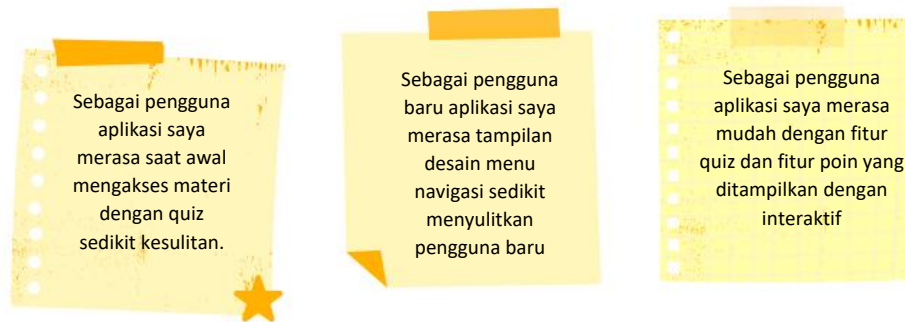 Sebagai pengguna
aplikasi saya
merasa saat awal
mengakses materi
dengan quiz
sedikit kesulitan.
Sebagai pengguna
baru aplikasi saya
merasa tampilan
desain menu
navigasi sedikit
menyulitkan
pengguna baru
Sebagai pengguna
aplikasi saya merasa
mudah dengan fitur
quiz dan fitur poin yang
ditampilkan dengan
interaktif